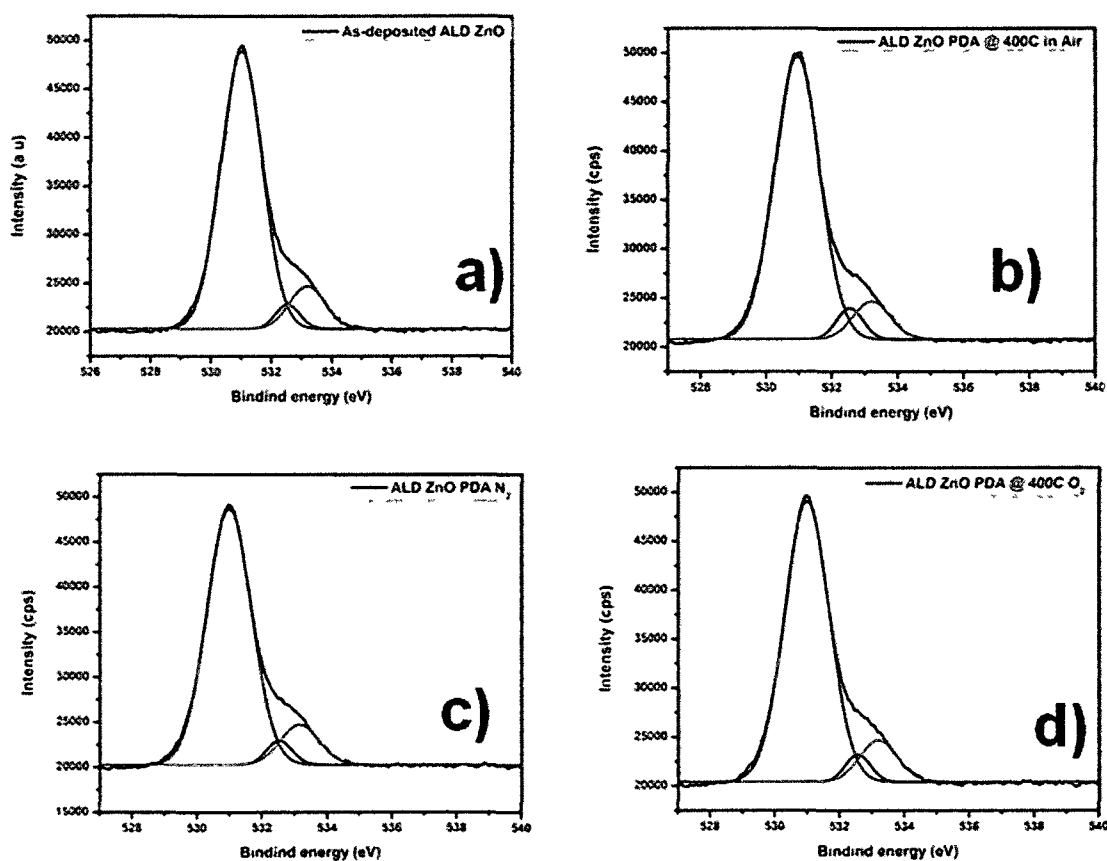 As-deposited ALD ZnO
50000
45000
40000
35000
30000
25000
20000
Intensity (a u)
a)
526 528 530 532 534 536 538 540
Bindind energy (eV)
ALD ZnO PDA @ 400C in Air
50000
45000
40000
35000
30000
25000
20000
Intensity (cps)
b)
528 530 532 534 536 538 540
Bindind energy (eV)
ALD ZnO PDA N2
50000
45000
40000
35000
30000
25000
20000
15000
Intensity (cps)
c)
528 530 532 534 536 538 540
Bindind energy (eV)
ALD ZnO PDA @ 400C O2
50000
45000
40000
35000
30000
25000
20000
Intensity (cps)
d)
528 530 532 534 536 538 540
Bindind energy (eV)